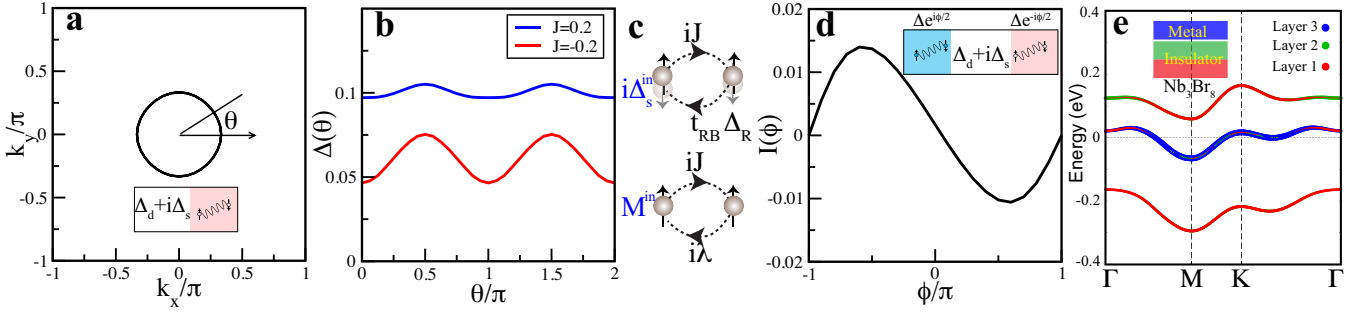 a
1
0.5
0
-0.5
-1
k_y/π
θ
Δ_d+iΔ_s
-1
-0.5
0
0.5
1
k_x/π
b
J=0.2
J=-0.2
0.1
0.05
0
Δ(θ)
0
0.5
1
1.5
2
θ/π
c
iJ
iΔ_s^in
t_RB
Δ_R
iJ
M^in
iλ
d
Δe^iϕ/2
Δe^-iϕ/2
Δ_d+iΔ_s
0.02
0.01
0
-0.01
-0.02
I(ϕ)
-1
-0.5
0
0.5
1
ϕ/π
e
Metal
Insulator
Nb_3Br_8
Layer 3
Layer 2
Layer 1
0.4
0.2
0
-0.2
-0.4
Energy (eV)
Γ
M
K
Γ